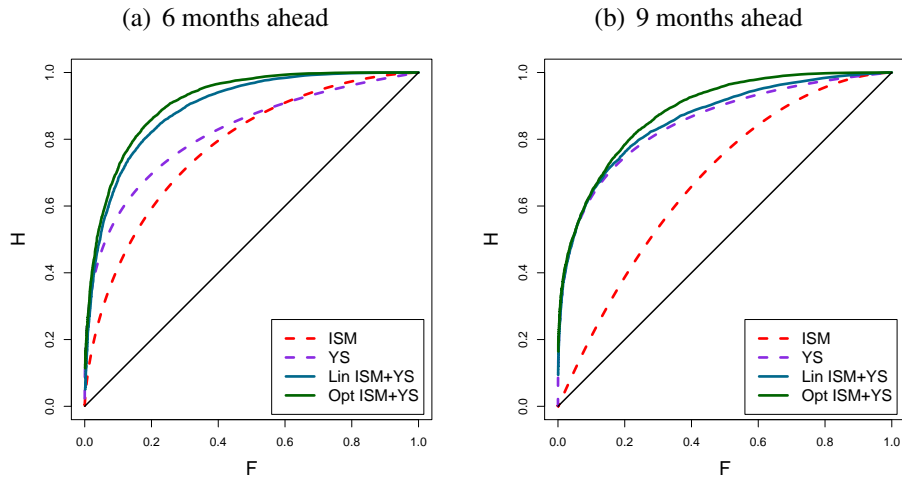 (a) 6 months ahead
H
1.0
0.8
0.6
0.4
0.2
0.0
ISM
YS
Lin ISM+YS
Opt ISM+YS
0.0 0.2 0.4 0.6 0.8 1.0
F
(b) 9 months ahead
H
1.0
0.8
0.6
0.4
0.2
0.0
ISM
YS
Lin ISM+YS
Opt ISM+YS
0.0 0.2 0.4 0.6 0.8 1.0
F